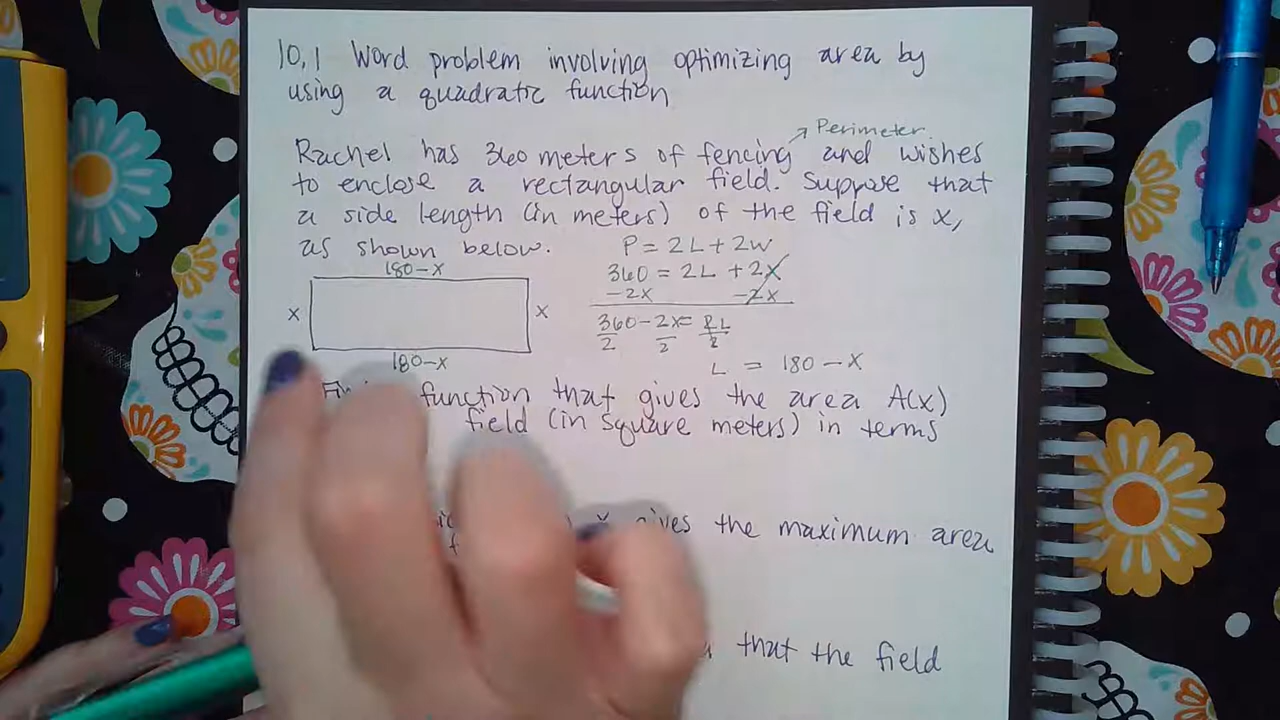 10.1 Word problem involving optimizing area by
using a quadratic function
Perimeter
Rachel has 360 meters of fencing and wishes
to enclose a rectangular field. Suppose that
a side length (in meters) of the field is x,
as shown below.
P = 2L + 2W
180-x
360 = 2L + 2x
-2x -2x
x x
360 - 2x = 2L
2 2 2
180-x
L = 180 - x
function that gives the area A(x)
field (in square meters) in terms
x gives the maximum area
that the field